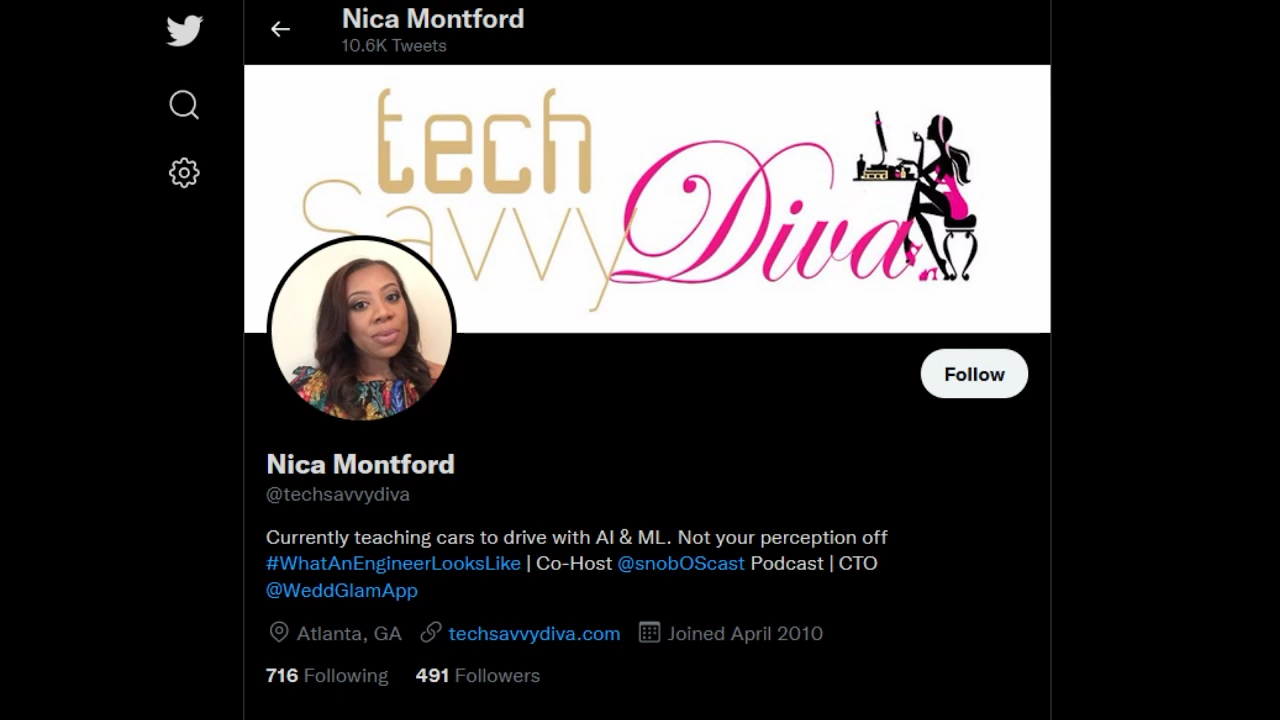 Nica Montford
10.6K Tweets
tech
savvy Diva
Follow
Nica Montford
@techsavvydiva
Currently teaching cars to drive with AI & ML. Not your perception off
#WhatAnEngineerLooksLike | Co-Host @snobOScast Podcast | CTO
@WeddGlamApp
Atlanta, GA techsavvydiva.com Joined April 2010
716 Following 491 Followers